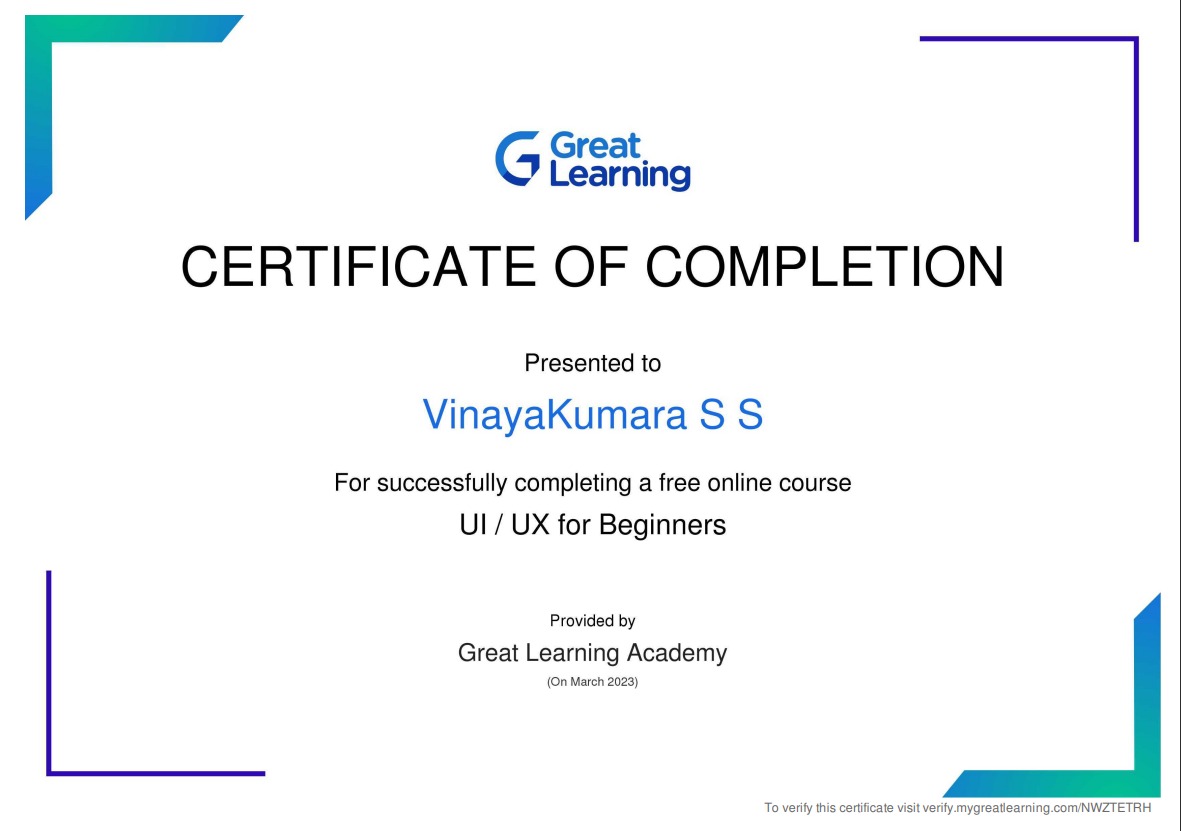 Great
Learning
CERTIFICATE OF COMPLETION
Presented to
VinayaKumara S S
For successfully completing a free online course
UI / UX for Beginners
Provided by
Great Learning Academy
(On March 2023)
To verify this certificate visit verify.mygreatlearning.com/NWZTETRH